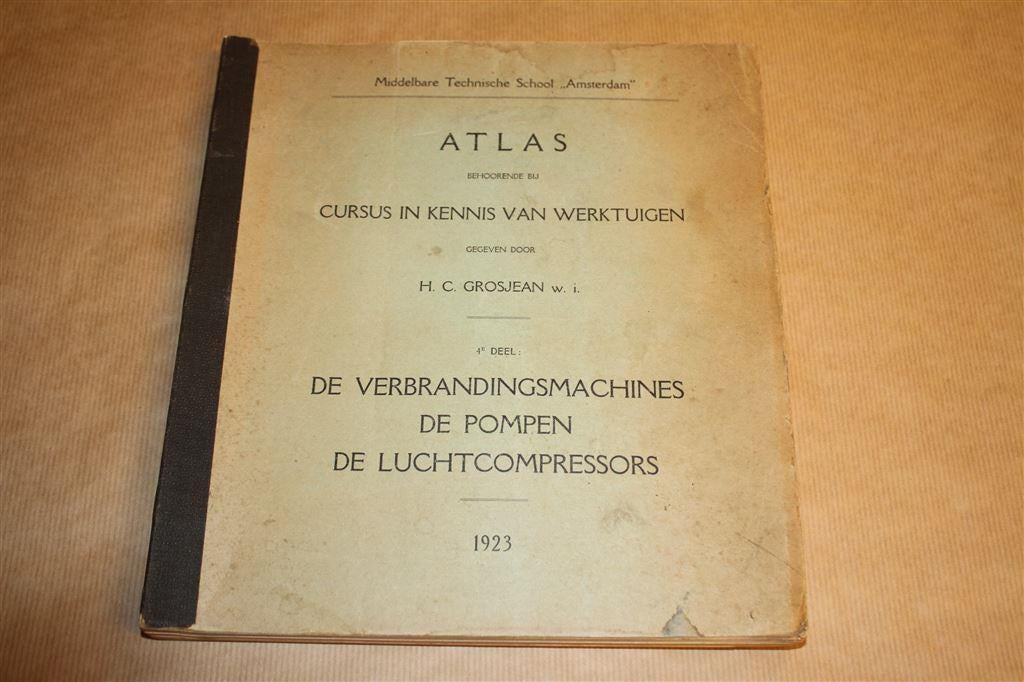 Middelbare Technische School „Amsterdam"
ATLAS
BEHOORENDE BIJ
CURSUS IN KENNIS VAN WERKTUIGEN
GEGEVEN DOOR
H. C. GROSJEAN w. i.
4E DEEL:
DE VERBRANDINGSMACHINES
DE POMPEN
DE LUCHTCOMPRESSORS
1923